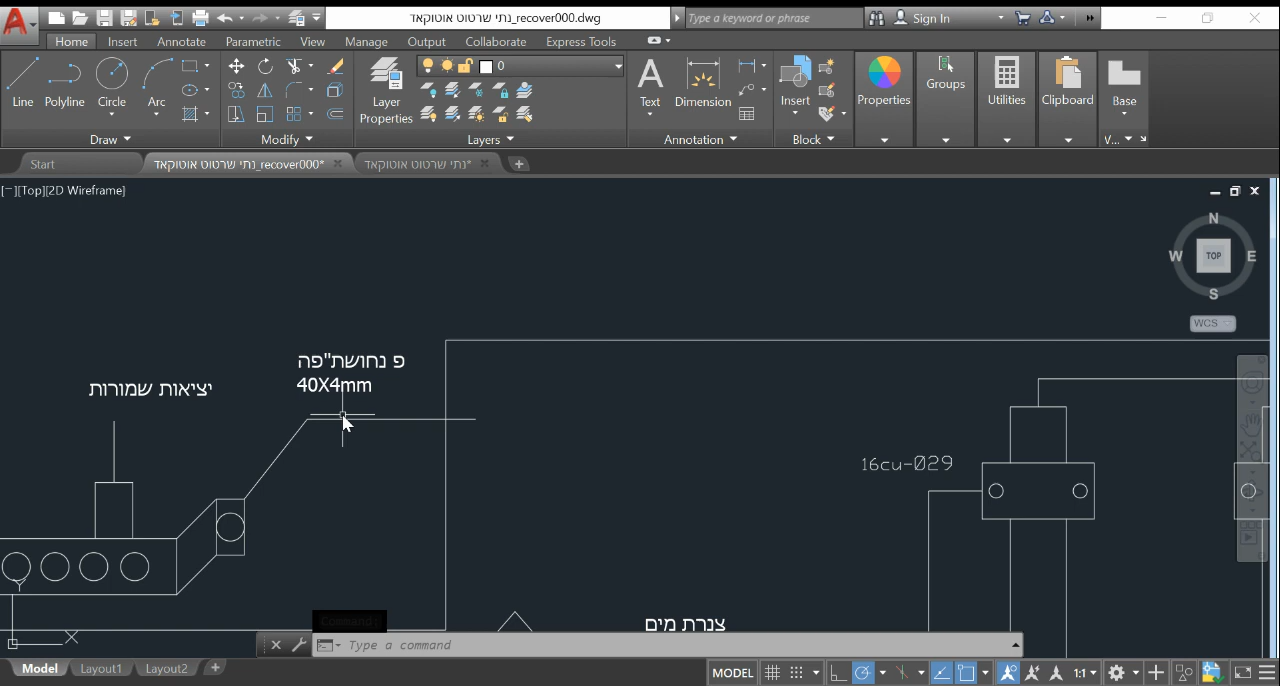 נתי שרטוט אוטוקאד_recover000.dwg
Type a keyword or phrase
Sign In
Home Insert Annotate Parametric View Manage Output Collaborate Express Tools
Line Polyline Circle Arc
Draw
Modify
Layer Properties
0
Layers
Text Dimension
Annotation
Insert
Block
Properties
Groups
Utilities
Clipboard
Base
V...
Start
נתי שרטוט אוטוקאד_recover000*
נתי שרטוט אוטוקאד*
[−][Top][2D Wireframe]
N
W TOP E
S
WCS
פ נחושת"פה
40X4mm
יציאות שמורות
16cu-Ø29
צנרת מים
Y
X
Command:
Type a command
Model Layout1 Layout2
MODEL
1:1